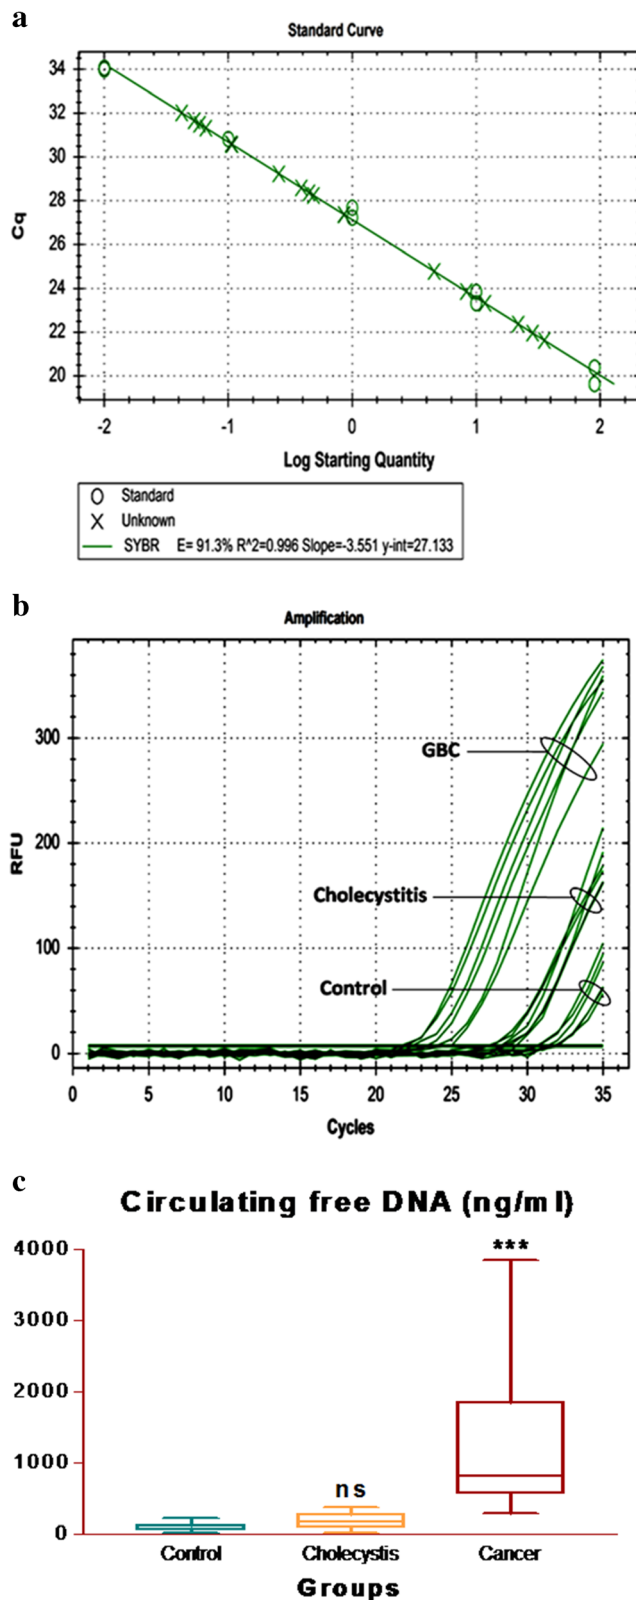 a
Standard Curve
34
32
30
28
26
24
22
20
Cq
-2 -1 0 1 2
Log Starting Quantity
Standard
Unknown
SYBR E= 91.3% R^2=0.996 Slope=-3.551 y-int=27.133
b
Amplification
300
200
100
0
RFU
GBC
Cholecystitis
Control
0 5 10 15 20 25 30 35
Cycles
c
Circulating free DNA (ng/ml)
4000
3000
2000
1000
0
***
ns
Control Cholecystis Cancer
Groups